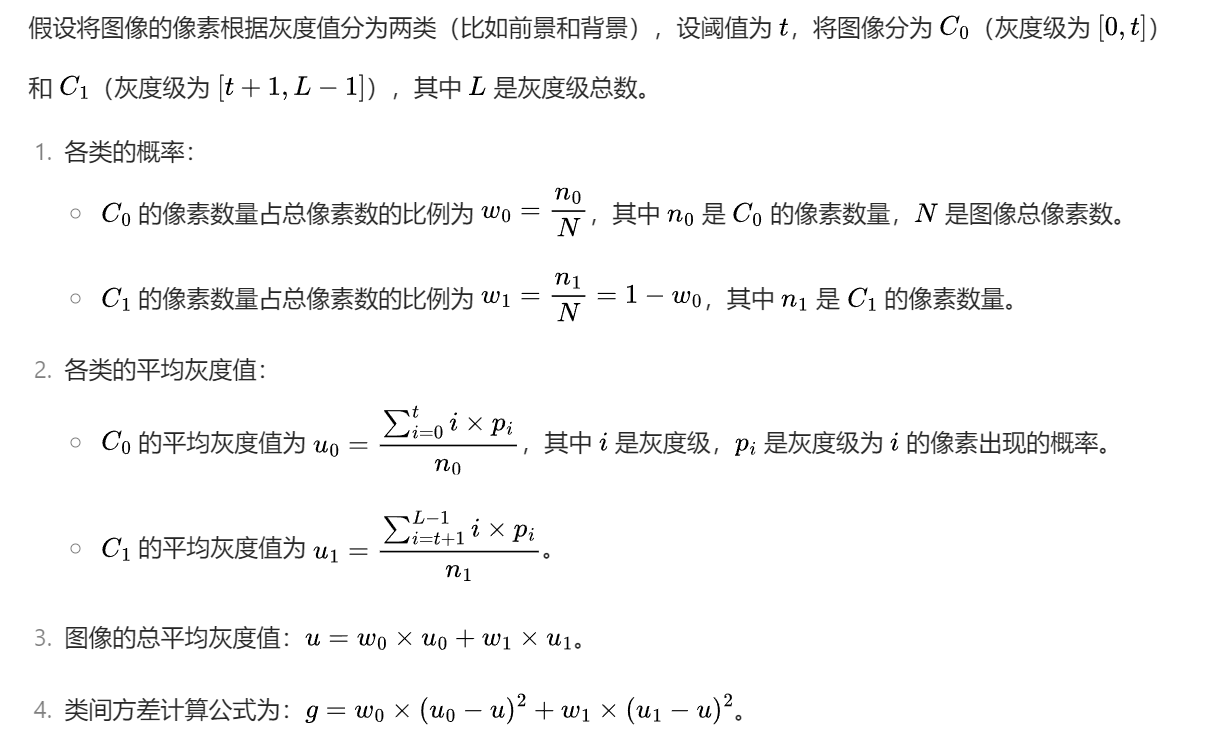 假设将图像的像素根据灰度值分为两类（比如前景和背景），设阈值为 $t$，将图像分为 $C_0$（灰度级为 $[0, t]$）
和 $C_1$（灰度级为 $[t + 1, L - 1]$），其中 $L$ 是灰度级总数。
1. 各类的概率：
○ $C_0$ 的像素数量占总像素数的比例为 $w_0 = \frac{n_0}{N}$，其中 $n_0$ 是 $C_0$ 的像素数量，$N$ 是图像总像素数。
○ $C_1$ 的像素数量占总像素数的比例为 $w_1 = \frac{n_1}{N} = 1 - w_0$，其中 $n_1$ 是 $C_1$ 的像素数量。
2. 各类的平均灰度值：
○ $C_0$ 的平均灰度值为 $u_0 = \frac{\sum_{i=0}^{t} i \times p_i}{n_0}$，其中 $i$ 是灰度级，$p_i$ 是灰度级为 $i$ 的像素出现的概率。
○ $C_1$ 的平均灰度值为 $u_1 = \frac{\sum_{i=t+1}^{L-1} i \times p_i}{n_1}$。
3. 图像的总平均灰度值：$u = w_0 \times u_0 + w_1 \times u_1$。
4. 类间方差计算公式为：$g = w_0 \times (u_0 - u)^2 + w_1 \times (u_1 - u)^2$。